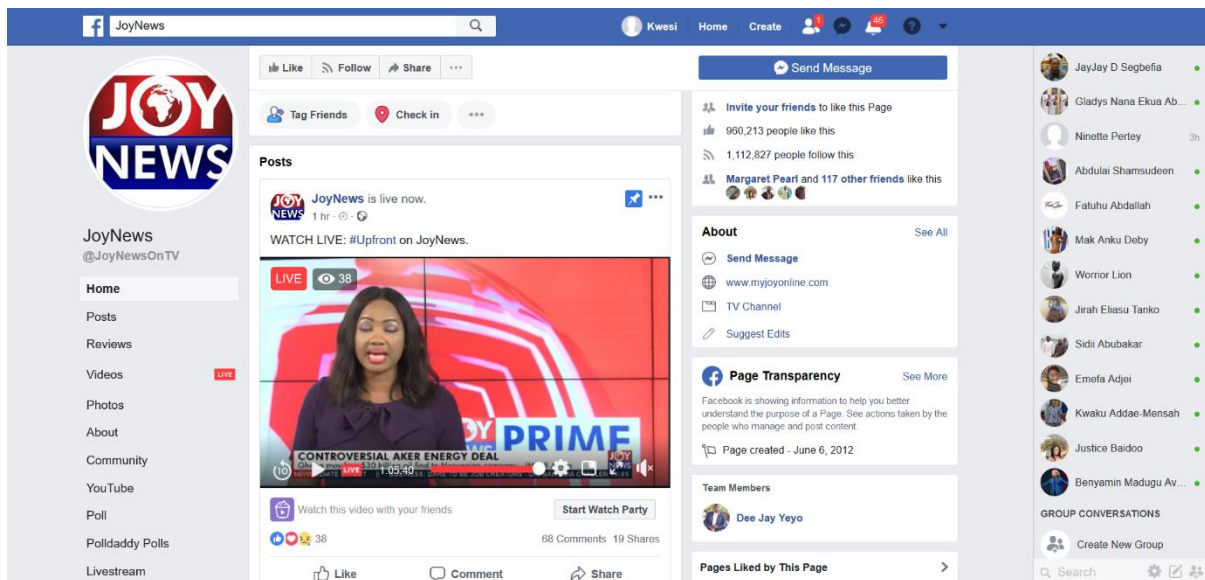 JoyNews
Kwesi
Home
Create
1
46
JOY
NEWS
JoyNews
@JoyNewsOnTV
Home
Posts
Reviews
Videos
LIVE
Photos
About
Community
YouTube
Poll
Polldaddy Polls
Livestream
Like
Follow
Share
Tag Friends
Check in
Posts
JOY
NEWS
JoyNews is live now.
1 hr
WATCH LIVE: #Upfront on JoyNews.
LIVE
38
JOY PRIME
CONTROVERSIAL AKER ENERGY DEAL
10
LIVE
1:05:40
JOY
NEWS
Watch this video with your friends
Start Watch Party
38
68 Comments 19 Shares
Like
Comment
Share
Send Message
Invite your friends to like this Page
960,213 people like this
1,112,827 people follow this
Margaret Pearl and 117 other friends like this
About
See All
Send Message
www.myjoyonline.com
TV Channel
Suggest Edits
Page Transparency
See More
Facebook is showing information to help you better
understand the purpose of a Page. See actions taken by the
people who manage and post content.
Page created - June 6, 2012
Team Members
Dee Jay Yeyo
Pages Liked by This Page
JayJay D Segbefia
Gladys Nana Ekua Ab...
Ninette Pertey
3h
Abdulai Shamsudeen
Fatuhu Abdallah
Mak Anku Deby
Worrior Lion
Jirah Eliasu Tanko
Sidii Abubakar
Emefa Adjei
Kwaku Addae-Mensah
Justice Baidoo
Benyamin Madugu Av...
GROUP CONVERSATIONS
Create New Group
Search